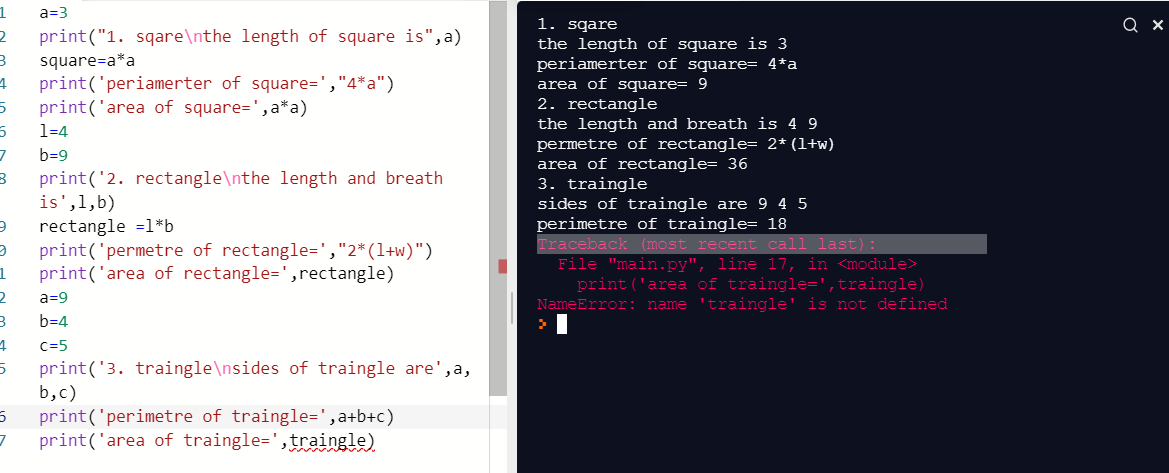 1 a=3
2 print("1. sqare\nthe length of square is",a)
3 square=a*a
4 print('periamerter of square=',"4*a")
5 print('area of square=',a*a)
6 l=4
7 b=9
8 print('2. rectangle\nthe length and breath
is',l,b)
9 rectangle =l*b
0 print('permetre of rectangle=',"2*(l+w)")
1 print('area of rectangle=',rectangle)
2 a=9
3 b=4
4 c=5
5 print('3. traingle\nsides of traingle are',a,
b,c)
6 print('perimetre of traingle=',a+b+c)
7 print('area of traingle=',traingle)
1. sqare
the length of square is 3
periamerter of square= 4*a
area of square= 9
2. rectangle
the length and breath is 4 9
permetre of rectangle= 2*(l+w)
area of rectangle= 36
3. traingle
sides of traingle are 9 4 5
perimetre of traingle= 18
Traceback (most recent call last):
File "main.py", line 17, in <module>
print('area of traingle=',traingle)
NameError: name 'traingle' is not defined
>